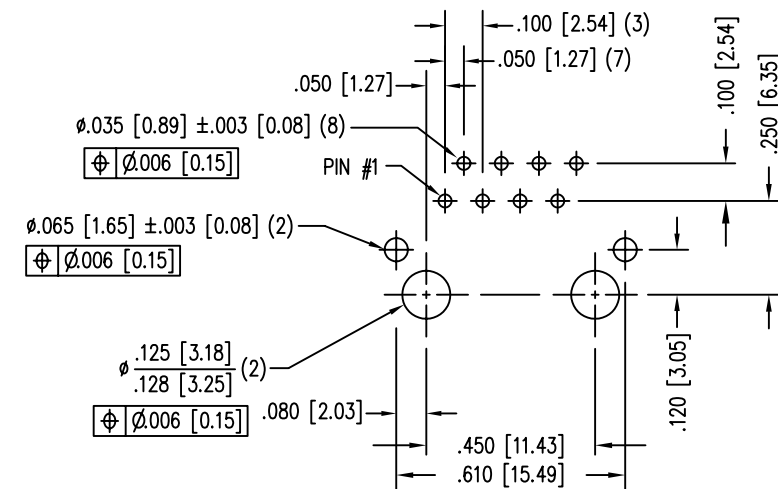 .100 [2.54] (3)
.050 [1.27] (7)
.050 [1.27]
.100 [2.54]
.250 [6.35]
ø.035 [0.89] ±.003 [0.08] (8)
⌖ Ø.006 [0.15]
PIN #1
ø.065 [1.65] ±.003 [0.08] (2)
⌖ Ø.006 [0.15]
ø .125 [3.18]
.128 [3.25] (2)
⌖ Ø.006 [0.15]
.080 [2.03]
.120 [3.05]
.450 [11.43]
.610 [15.49]